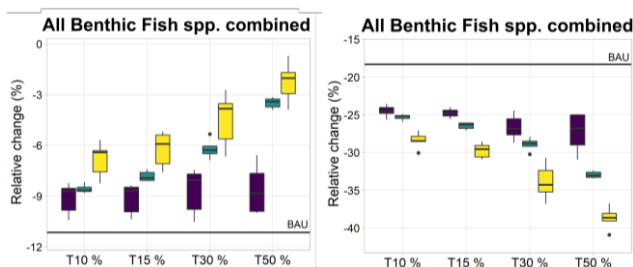 All Benthic Fish spp. combined
Relative change (%)
0
-3
-6
-9
-12
BAU
T10 %
T15 %
T30 %
T50 %
All Benthic Fish spp. combined
Relative change (%)
-15
-20
-25
-30
-35
-40
BAU
T10 %
T15 %
T30 %
T50 %